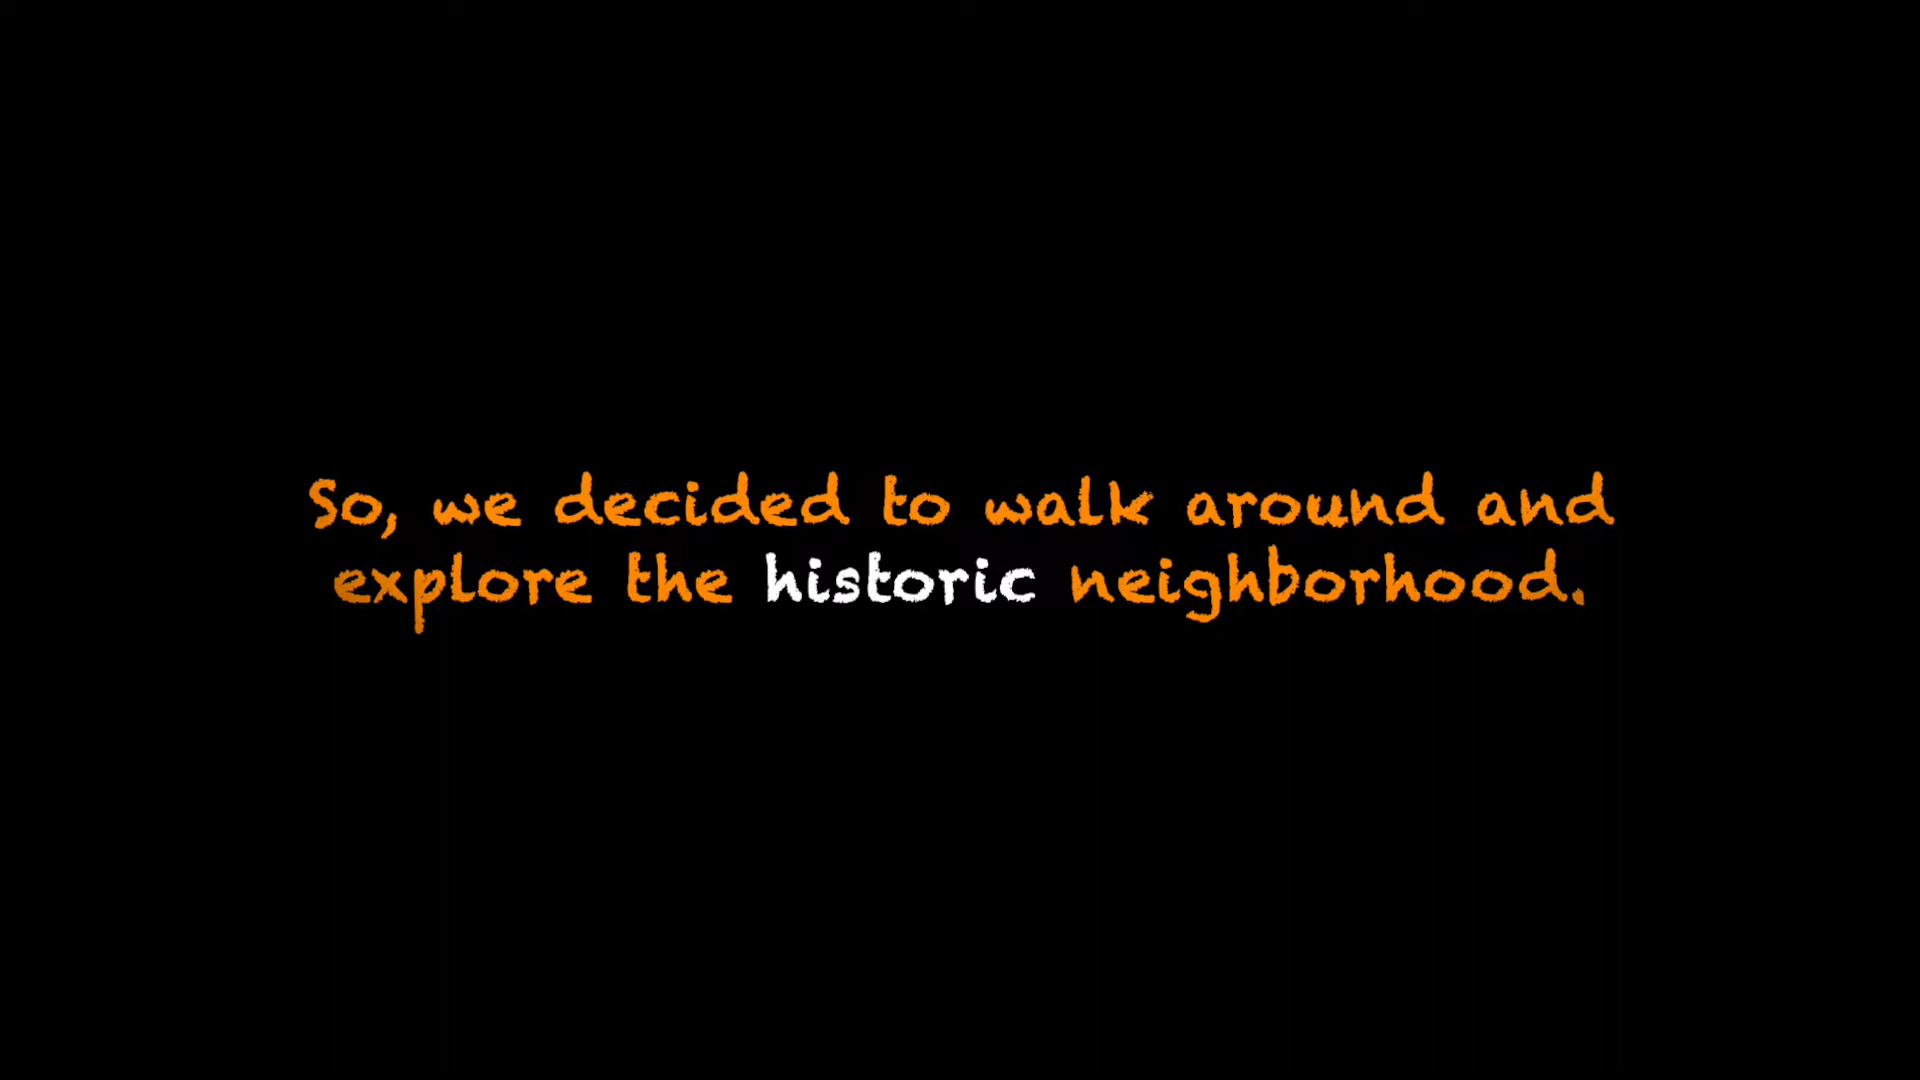 So, we decided to walk around and
explore the historic neighborhood.